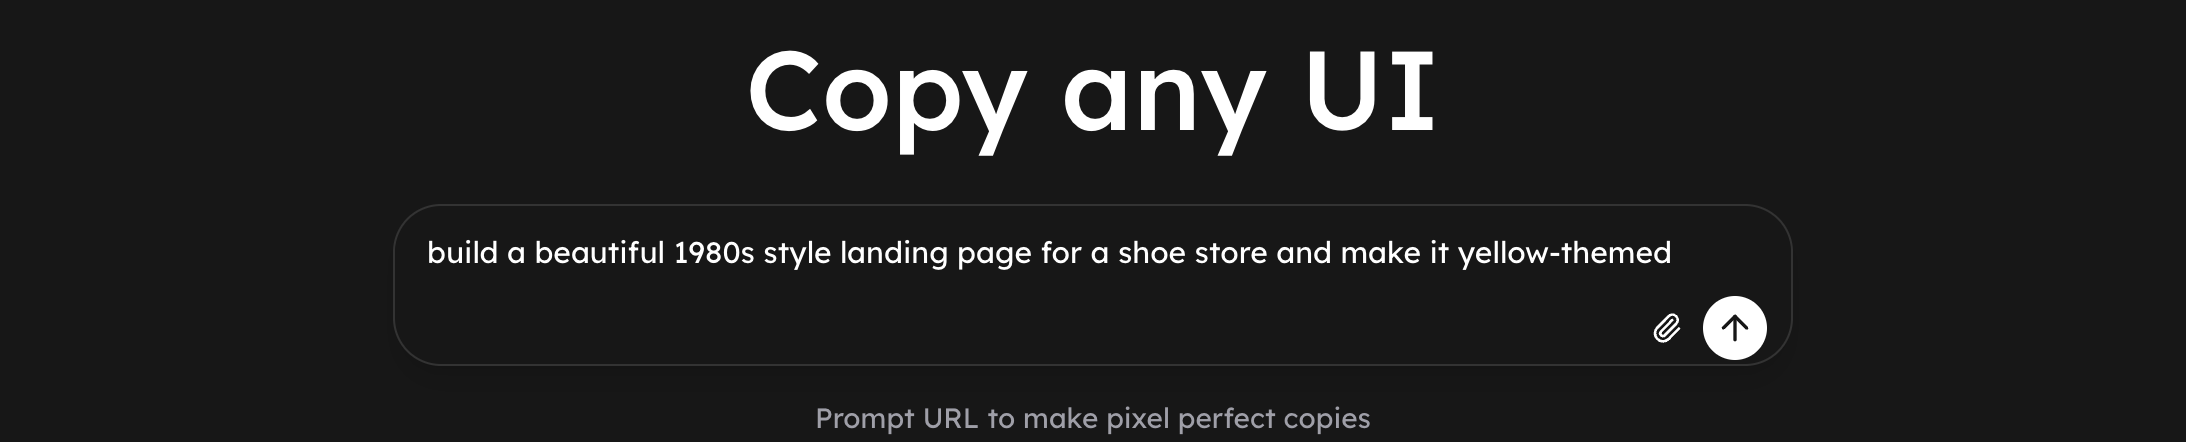 Copy any UI
build a beautiful 1980s style landing page for a shoe store and make it yellow-themed
Prompt URL to make pixel perfect copies